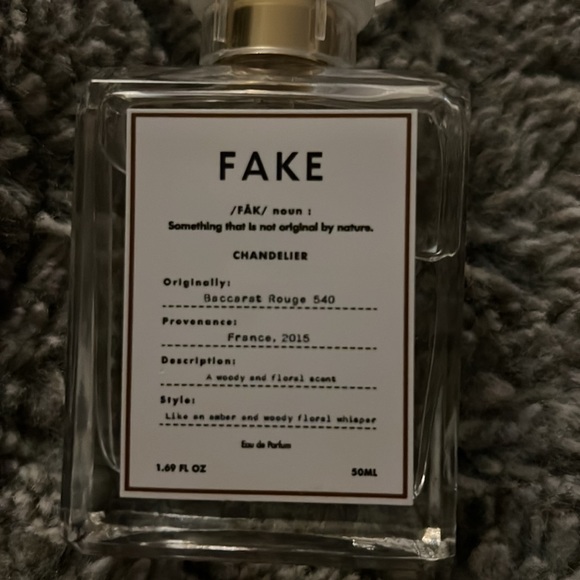 FAKE
/FĀK/ noun :
Something that is not original by nature.
CHANDELIER
Originally:
Baccarat Rouge 540
Provenance:
France, 2015
Description:
A woody and floral scent
Style:
Like an amber and woody floral whisper
Eau de Parfum
1.69 FL OZ 50ML